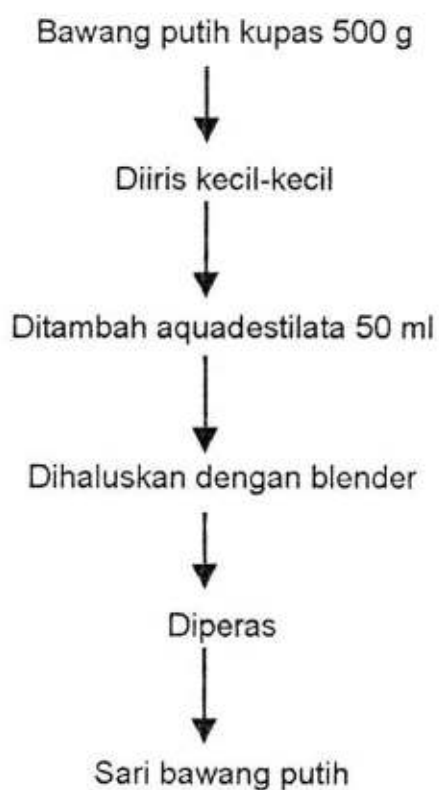 Bawang putih kupas 500 g
Diiris kecil-kecil
Ditambah aquadestilata 50 ml
Dihaluskan dengan blender
Diperas
Sari bawang putih